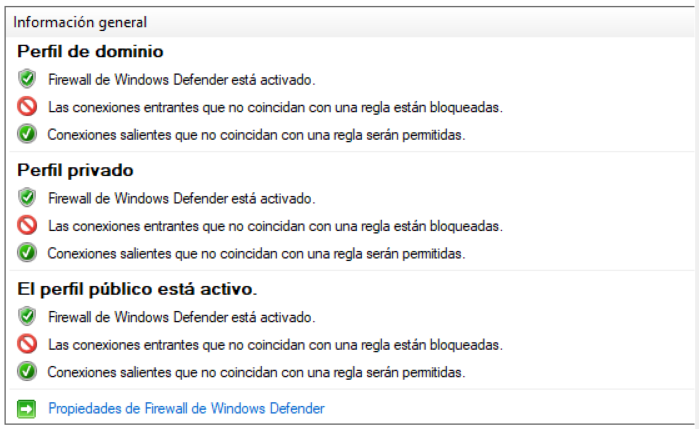 Información general
Perfil de dominio
Firewall de Windows Defender está activado.
Las conexiones entrantes que no coincidan con una regla están bloqueadas.
Conexiones salientes que no coincidan con una regla serán permitidas.
Perfil privado
Firewall de Windows Defender está activado.
Las conexiones entrantes que no coincidan con una regla están bloqueadas.
Conexiones salientes que no coincidan con una regla serán permitidas.
El perfil público está activo.
Firewall de Windows Defender está activado.
Las conexiones entrantes que no coincidan con una regla están bloqueadas.
Conexiones salientes que no coincidan con una regla serán permitidas.
Propiedades de Firewall de Windows Defender